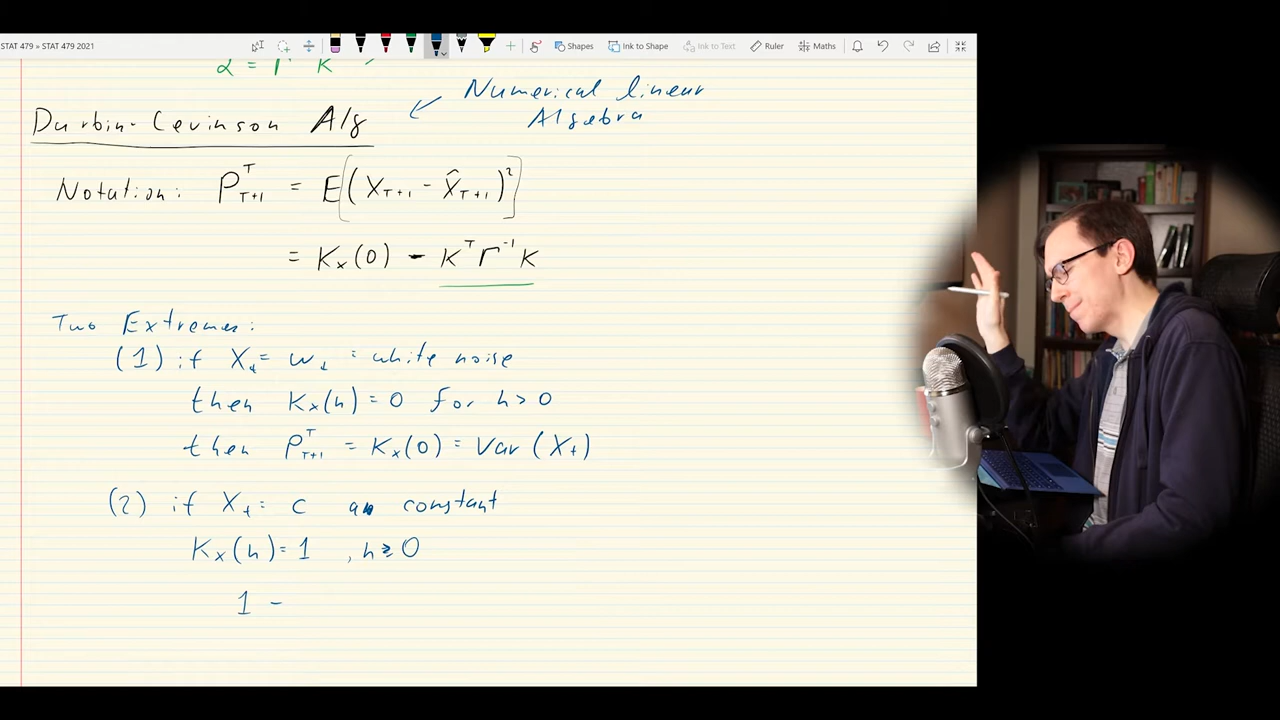 STAT 479 » STAT 479 2021
Shapes
Ink to Shape
Ink to Text
Ruler
Maths
α = Γ⁻¹ K
Numerical linear
Algebra
Durbin-Levinson Alg
Notation: P^T_{T+1} = E[(X_{T+1} - X̂_{T+1})²]
= K_x(0) - K^T Γ⁻¹ K
Two Extremes:
(1) if X_t = w_t = white noise
then K_x(h) = 0 for h > 0
then P^T_{T+1} = K_x(0) = Var(X_t)
(2) if X_t = c a constant
K_x(h) = 1 , h ≥ 0
1 -